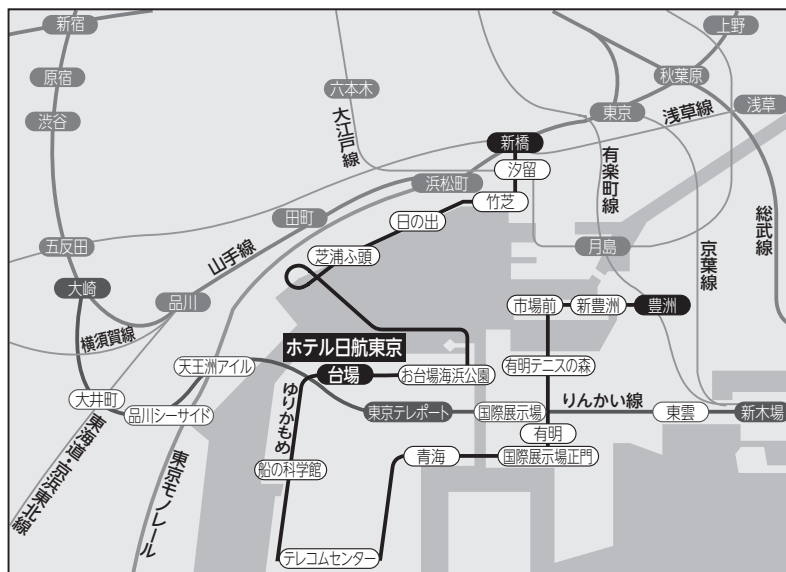 新宿
上野
原宿
秋葉原
六本木
浅草
渋谷
東京
浅草線
大江戸線
新橋
汐留
有楽町線
浜松町
竹芝
田町
日の出
総武線
五反田
山手線
芝浦ふ頭
月島
京葉線
大崎
品川
市場前
新豊洲
豊洲
横須賀線
ホテル日航東京
天王洲アイル
台場
お台場海浜公園
有明テニスの森
ゆりかもめ
大井町
品川シーサイド
東京テレポート
国際展示場
りんかい線
東雲
新木場
有明
東海道・京浜東北線
東京モノレール
船の科学館
青海
国際展示場正門
テレコムセンター